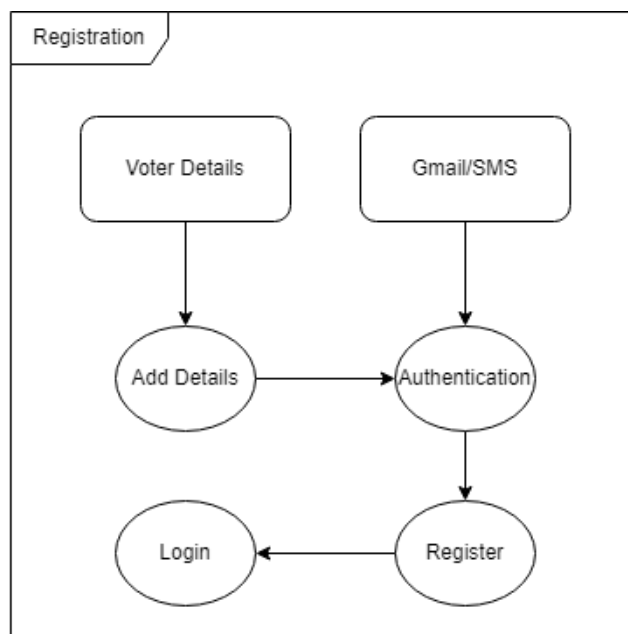 Registration
Voter Details
Gmail/SMS
Add Details
Authentication
Login
Register